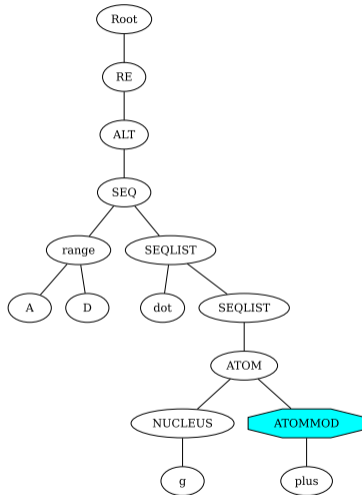 Root
RE
ALT
SEQ
range SEQLIST
A D dot SEQLIST
ATOM
NUCLEUS ATOMMOD
g plus